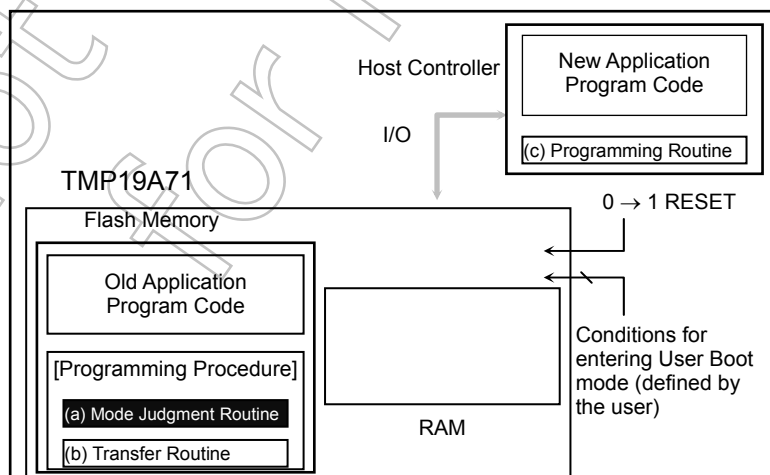 Host Controller
New Application
Program Code
(c) Programming Routine
I/O
TMP19A71
0 → 1 RESET
Flash Memory
Old Application
Program Code
[Programming Procedure]
(a) Mode Judgment Routine
(b) Transfer Routine
RAM
Conditions for
entering User Boot
mode (defined by
the user)